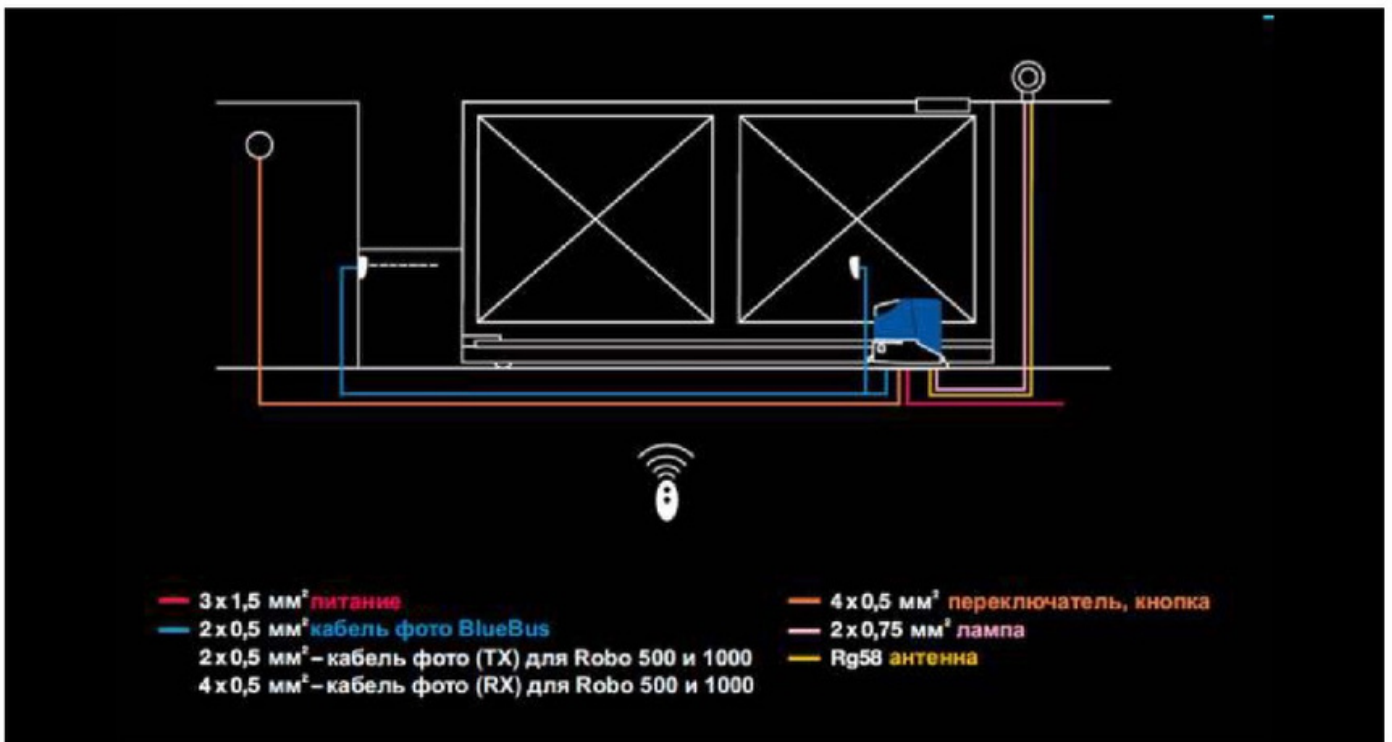 3 x 1,5 мм² питание
2 x 0,5 мм² кабель фото BlueBus
2 x 0,5 мм² – кабель фото (TX) для Robo 500 и 1000
4 x 0,5 мм² – кабель фото (RX) для Robo 500 и 1000
4 x 0,5 мм² переключатель, кнопка
2 x 0,75 мм² лампа
Rg58 антенна